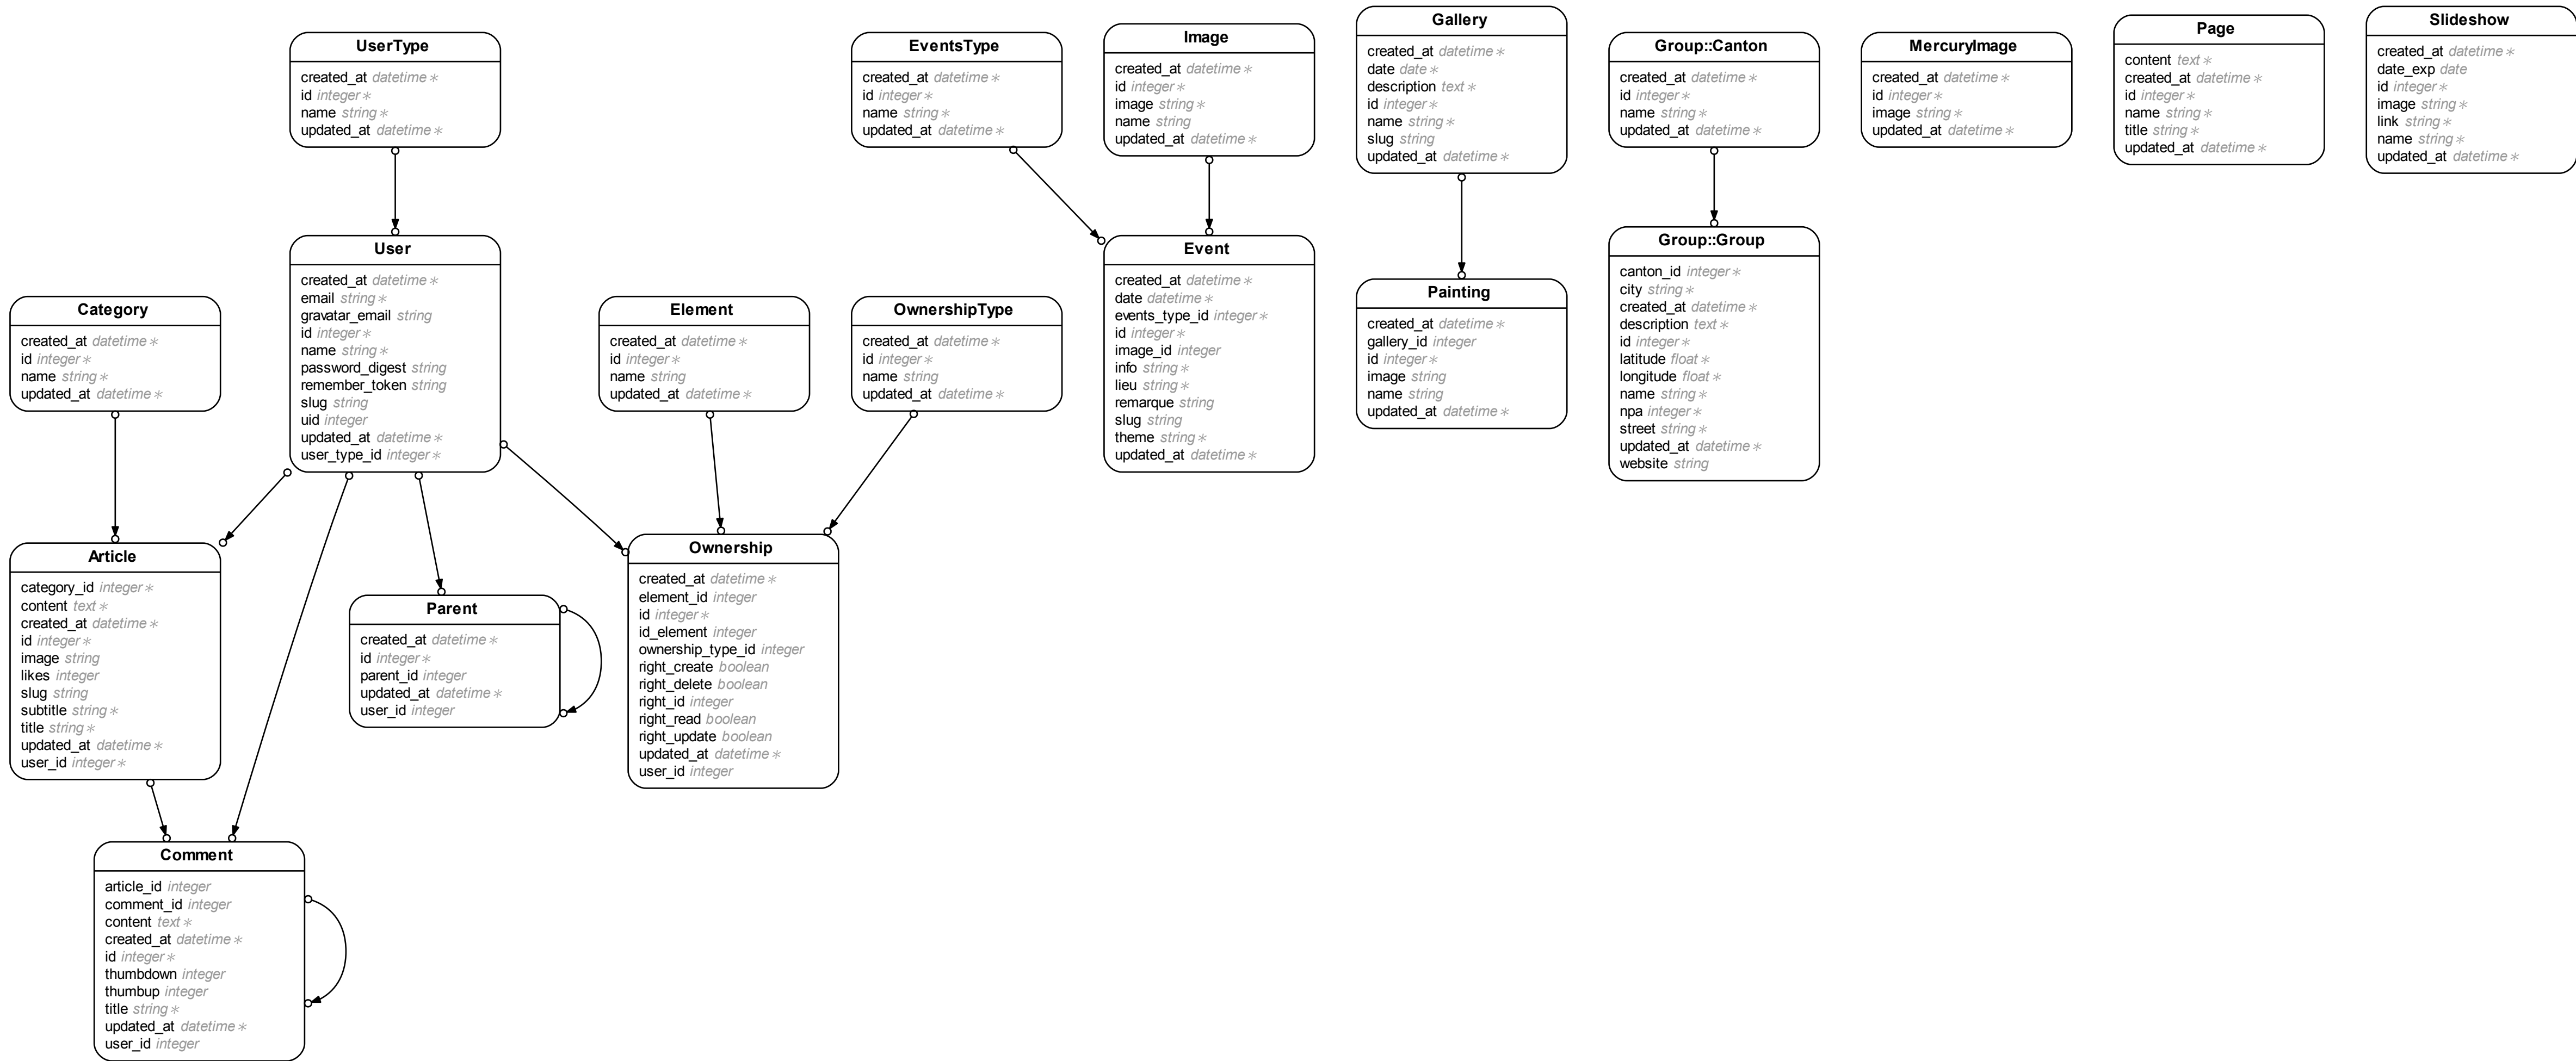 UserType
created_at datetime ∗
id integer ∗
name string ∗
updated_at datetime ∗
EventsType
created_at datetime ∗
id integer ∗
name string ∗
updated_at datetime ∗
Image
created_at datetime ∗
id integer ∗
image string ∗
name string
updated_at datetime ∗
Gallery
created_at datetime ∗
date date ∗
description text ∗
id integer ∗
name string ∗
slug string
updated_at datetime ∗
Group::Canton
created_at datetime ∗
id integer ∗
name string ∗
updated_at datetime ∗
MercuryImage
created_at datetime ∗
id integer ∗
image string ∗
updated_at datetime ∗
Page
content text ∗
created_at datetime ∗
id integer ∗
name string ∗
title string ∗
updated_at datetime ∗
Slideshow
created_at datetime ∗
date_exp date
id integer ∗
image string ∗
link string ∗
name string ∗
updated_at datetime ∗
Category
created_at datetime ∗
id integer ∗
name string ∗
updated_at datetime ∗
User
created_at datetime ∗
email string ∗
gravatar_email string
id integer ∗
name string ∗
password_digest string
remember_token string
slug string
uid integer
updated_at datetime ∗
user_type_id integer ∗
Element
created_at datetime ∗
id integer ∗
name string
updated_at datetime ∗
OwnershipType
created_at datetime ∗
id integer ∗
name string
updated_at datetime ∗
Event
created_at datetime ∗
date datetime ∗
events_type_id integer ∗
id integer ∗
image_id integer
info string ∗
lieu string ∗
remarque string
slug string
theme string ∗
updated_at datetime ∗
Painting
created_at datetime ∗
gallery_id integer
id integer ∗
image string
name string
updated_at datetime ∗
Group::Group
canton_id integer ∗
city string ∗
created_at datetime ∗
description text ∗
id integer ∗
latitude float ∗
longitude float ∗
name string ∗
npa integer ∗
street string ∗
updated_at datetime ∗
website string
Article
category_id integer ∗
content text ∗
created_at datetime ∗
id integer ∗
image string
likes integer
slug string
subtitle string ∗
title string ∗
updated_at datetime ∗
user_id integer ∗
Parent
created_at datetime ∗
id integer ∗
parent_id integer
updated_at datetime ∗
user_id integer
Ownership
created_at datetime ∗
element_id integer
id integer ∗
id_element integer
ownership_type_id integer
right_create boolean
right_delete boolean
right_id integer
right_read boolean
right_update boolean
updated_at datetime ∗
user_id integer
Comment
article_id integer
comment_id integer
content text ∗
created_at datetime ∗
id integer ∗
thumbdown integer
thumbup integer
title string ∗
updated_at datetime ∗
user_id integer